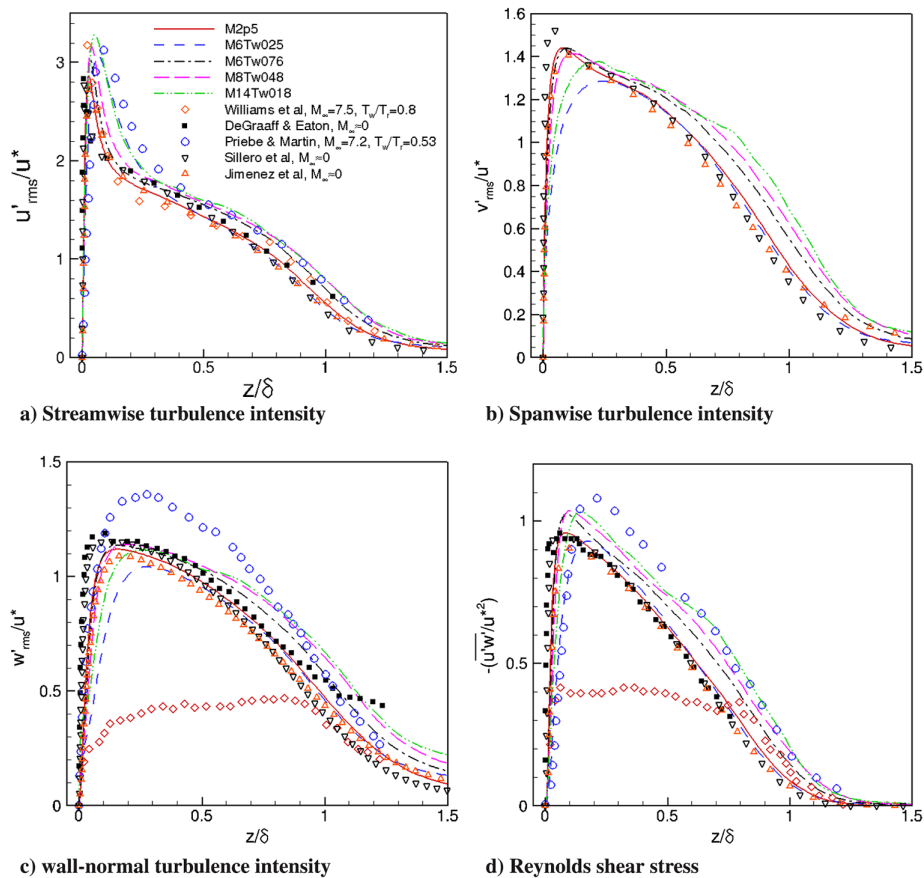 u'rms/u*
3
2
1
0
0
0.5
1
1.5
z/δ
M2p5
M6Tw025
M6Tw076
M8Tw048
M14Tw018
Williams et al, M∞=7.5, Tw/Tr=0.8
DeGraaff & Eaton, M∞≈0
Priebe & Martin, M∞=7.2, Tw/Tr=0.53
Sillero et al, M∞≈0
Jimenez et al, M∞≈0
a) Streamwise turbulence intensity
v'rms/u*
1.6
1.4
1.2
1
0.8
0.6
0.4
0.2
0
0
0.5
1
1.5
z/δ
b) Spanwise turbulence intensity
w'rms/u*
1.5
1
0.5
0
0
0.5
1
1.5
z/δ
c) wall-normal turbulence intensity
-(u'w'/u*2)
1
0.5
0
0
0.5
1
1.5
z/δ
d) Reynolds shear stress